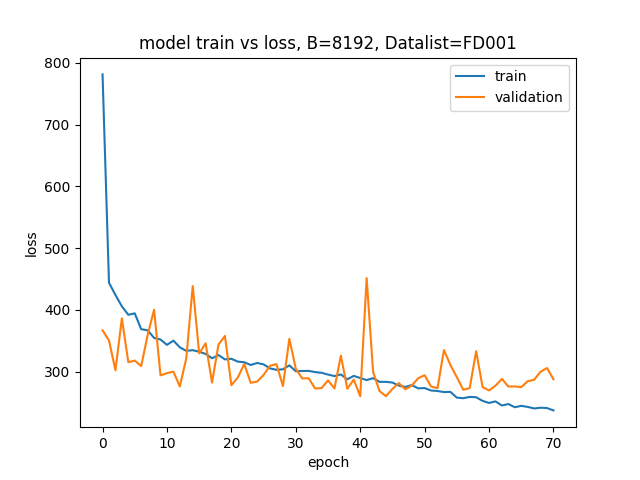 model train vs loss, B=8192, Datalist=FD001
800
700
600
500
400
300
loss
train
validation
0 10 20 30 40 50 60 70
epoch